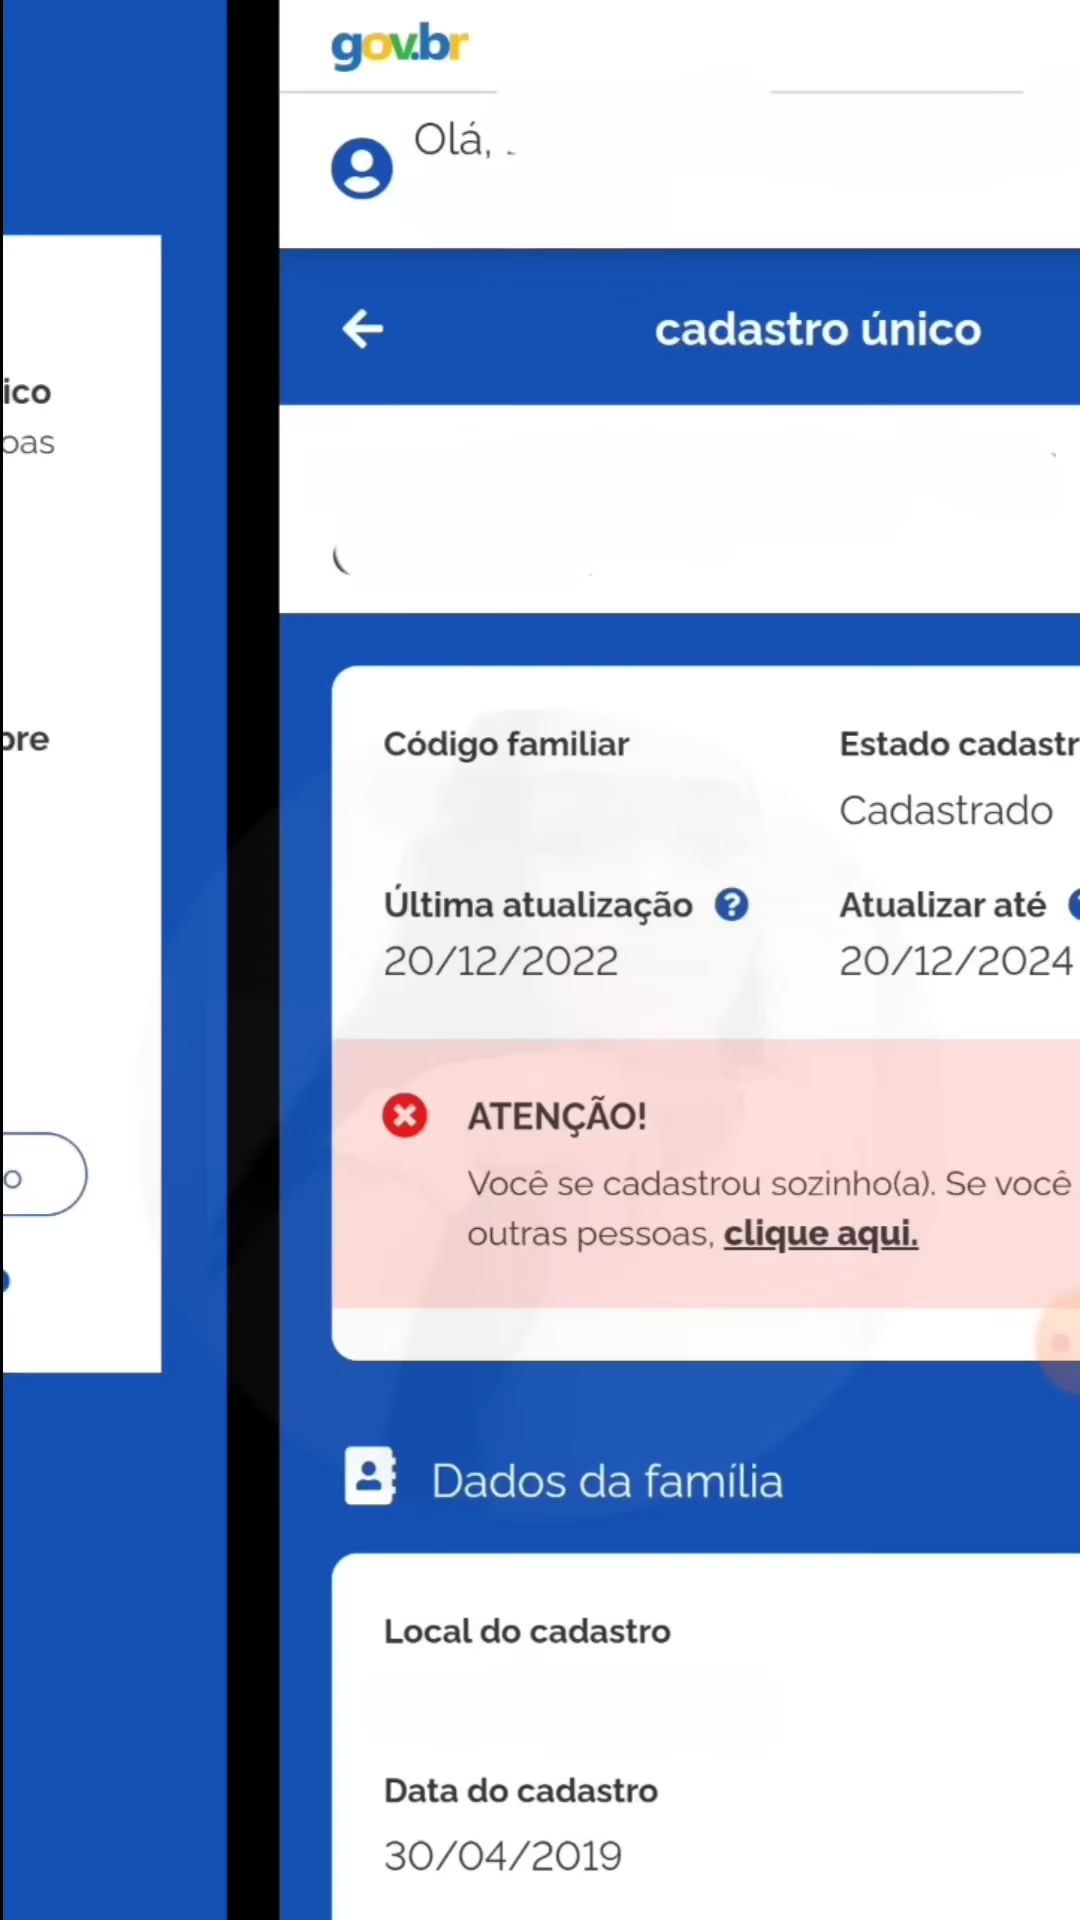 gov.br
Olá,
cadastro único
ico
oas
Código familiar
Estado cadastr
Cadastrado
bre
Última atualização ?
Atualizar até
20/12/2022
20/12/2024
ATENÇÃO!
Você se cadastrou sozinho(a). Se você
outras pessoas, clique aqui.
o
Dados da família
Local do cadastro
Data do cadastro
30/04/2019